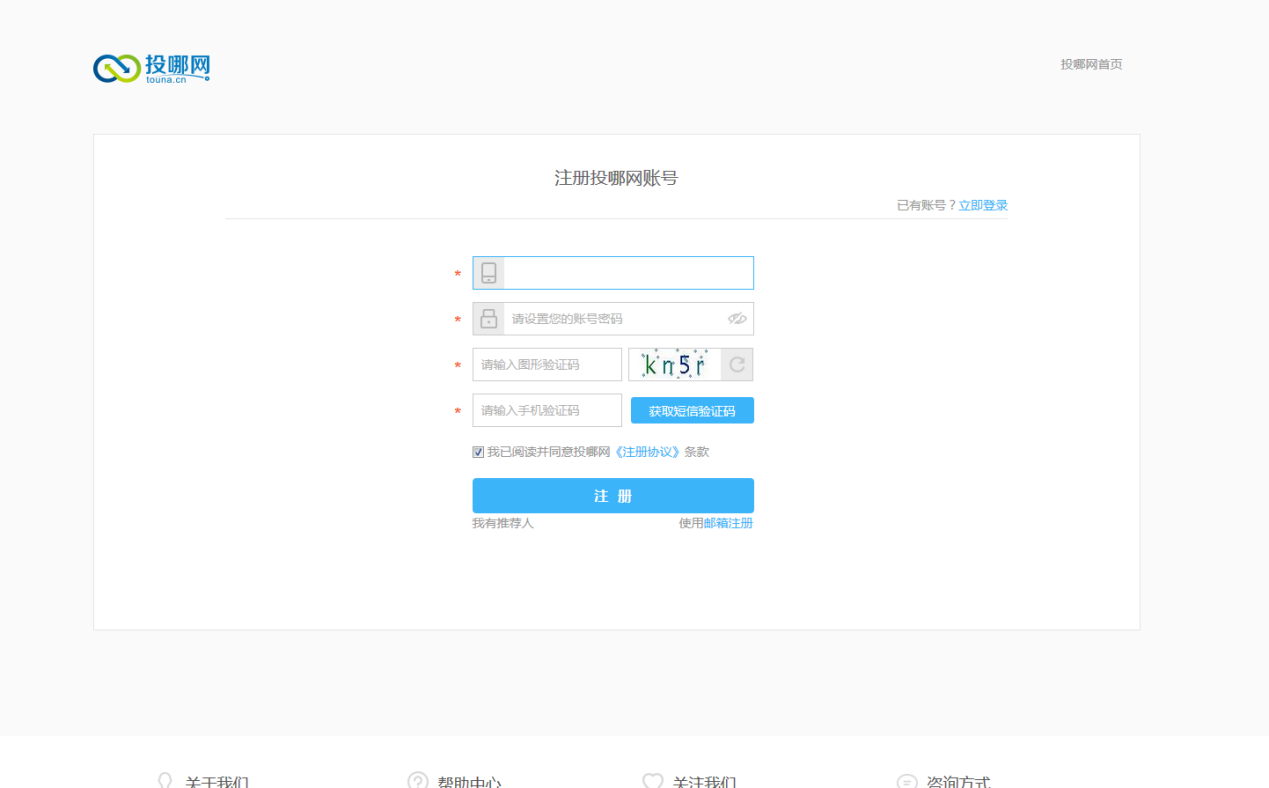 投哪网
touna.cn
投哪网首页
注册投哪网账号
已有账号？立即登录
*
* 请设置您的账号密码
* 请输入图形验证码 kn5r
* 请输入手机验证码 获取短信验证码
我已阅读并同意投哪网《注册协议》条款
注 册
我有推荐人 使用邮箱注册
关于我们 帮助中心 关注我们 咨询方式